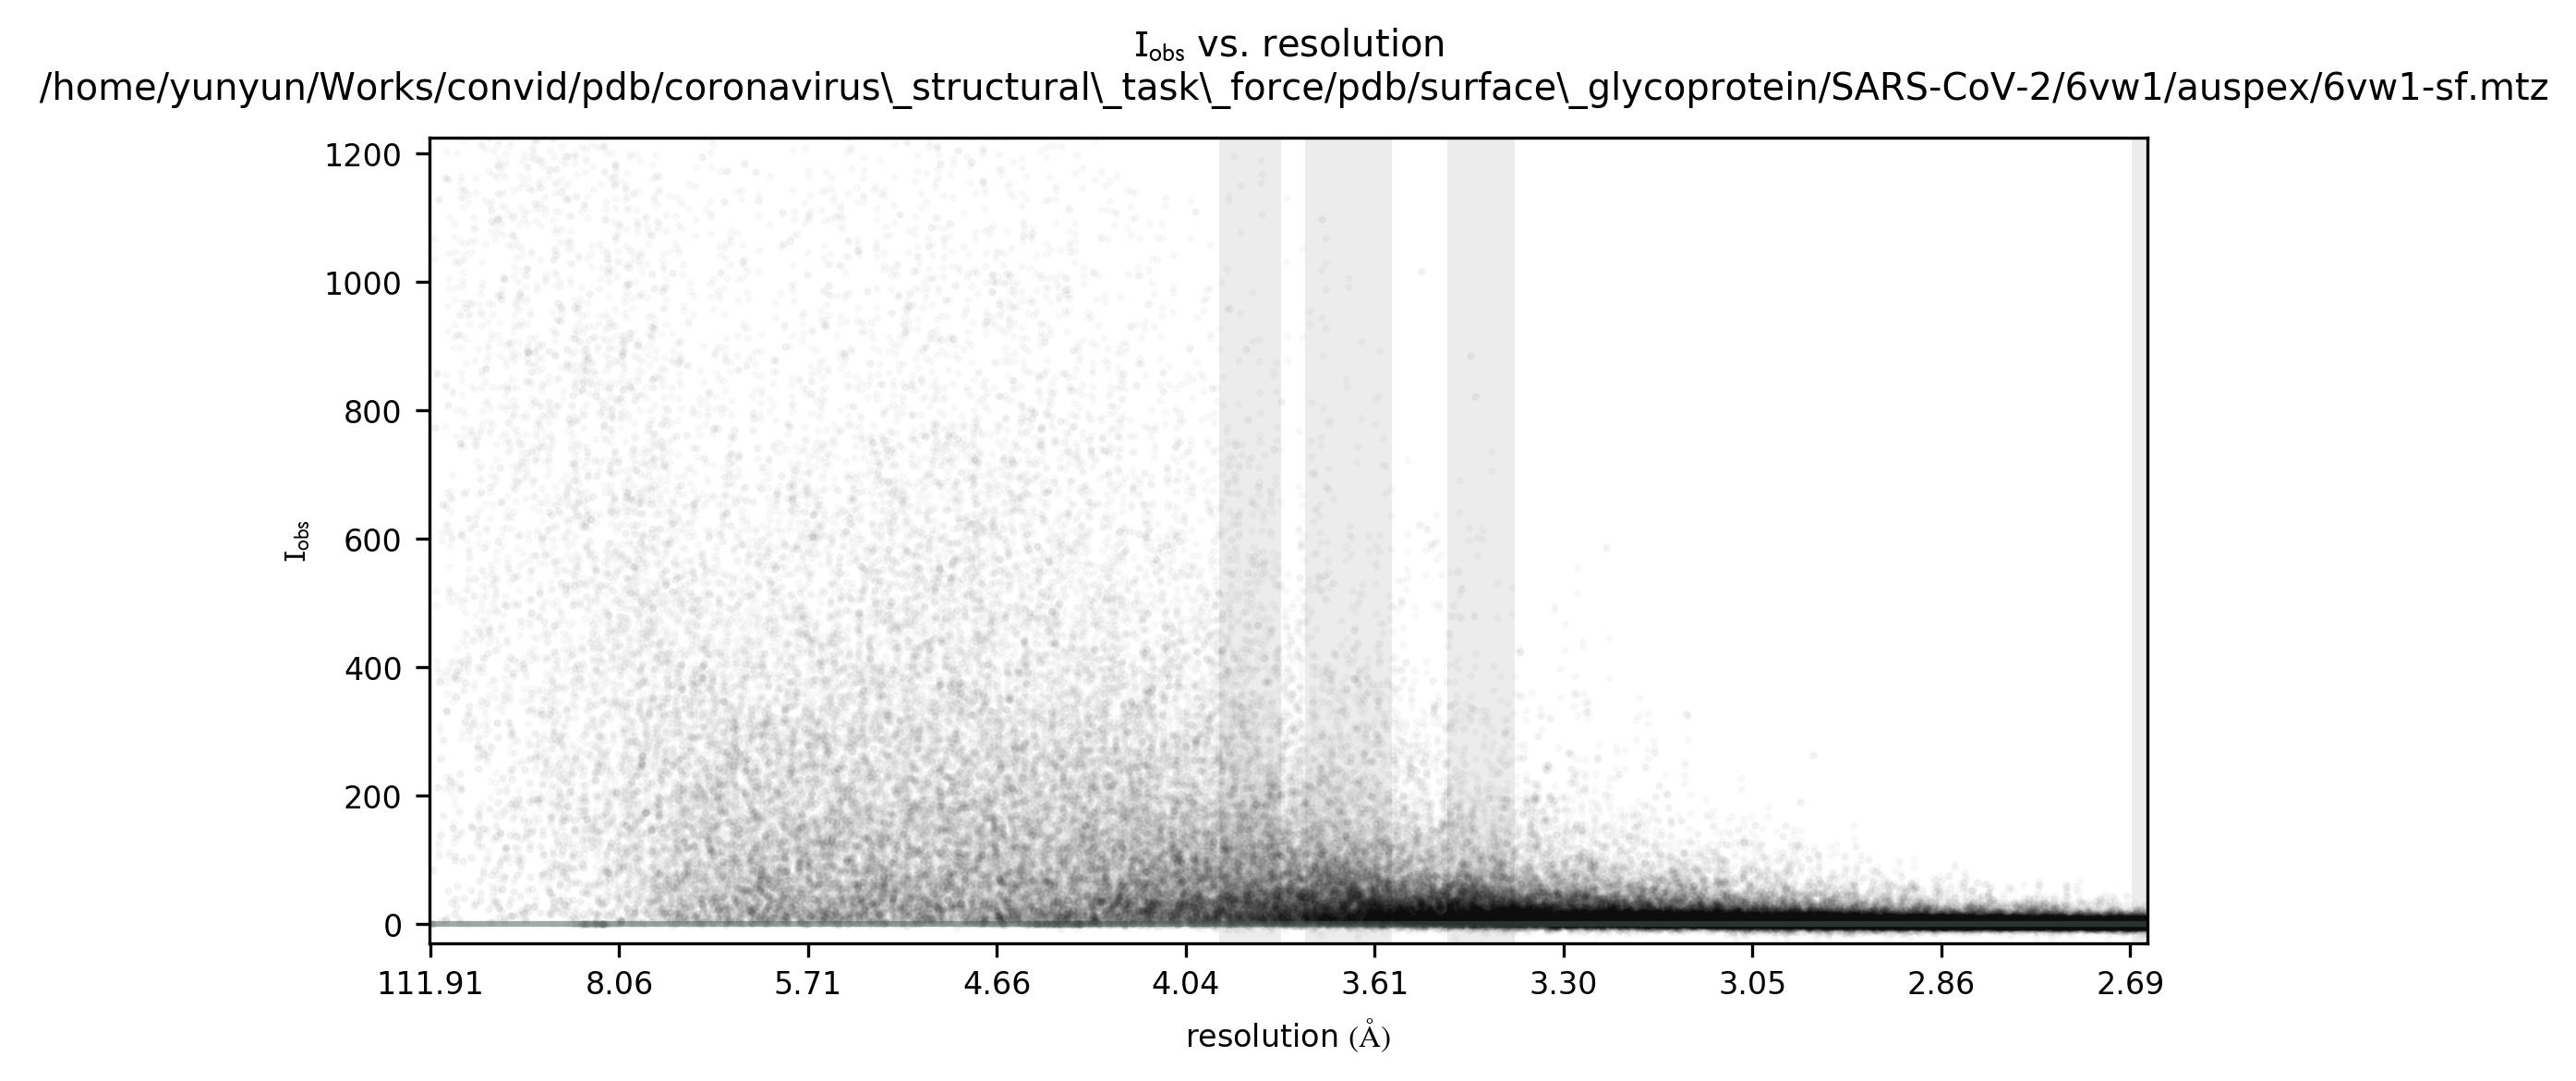 I_obs vs. resolution
/home/yunyun/Works/convid/pdb/coronavirus\_structural\_task\_force/pdb/surface\_glycoprotein/SARS-CoV-2/6vw1/auspex/6vw1-sf.mtz
1200
1000
800
600
400
200
0
I_obs
111.91 8.06 5.71 4.66 4.04 3.61 3.30 3.05 2.86 2.69
resolution (Å)